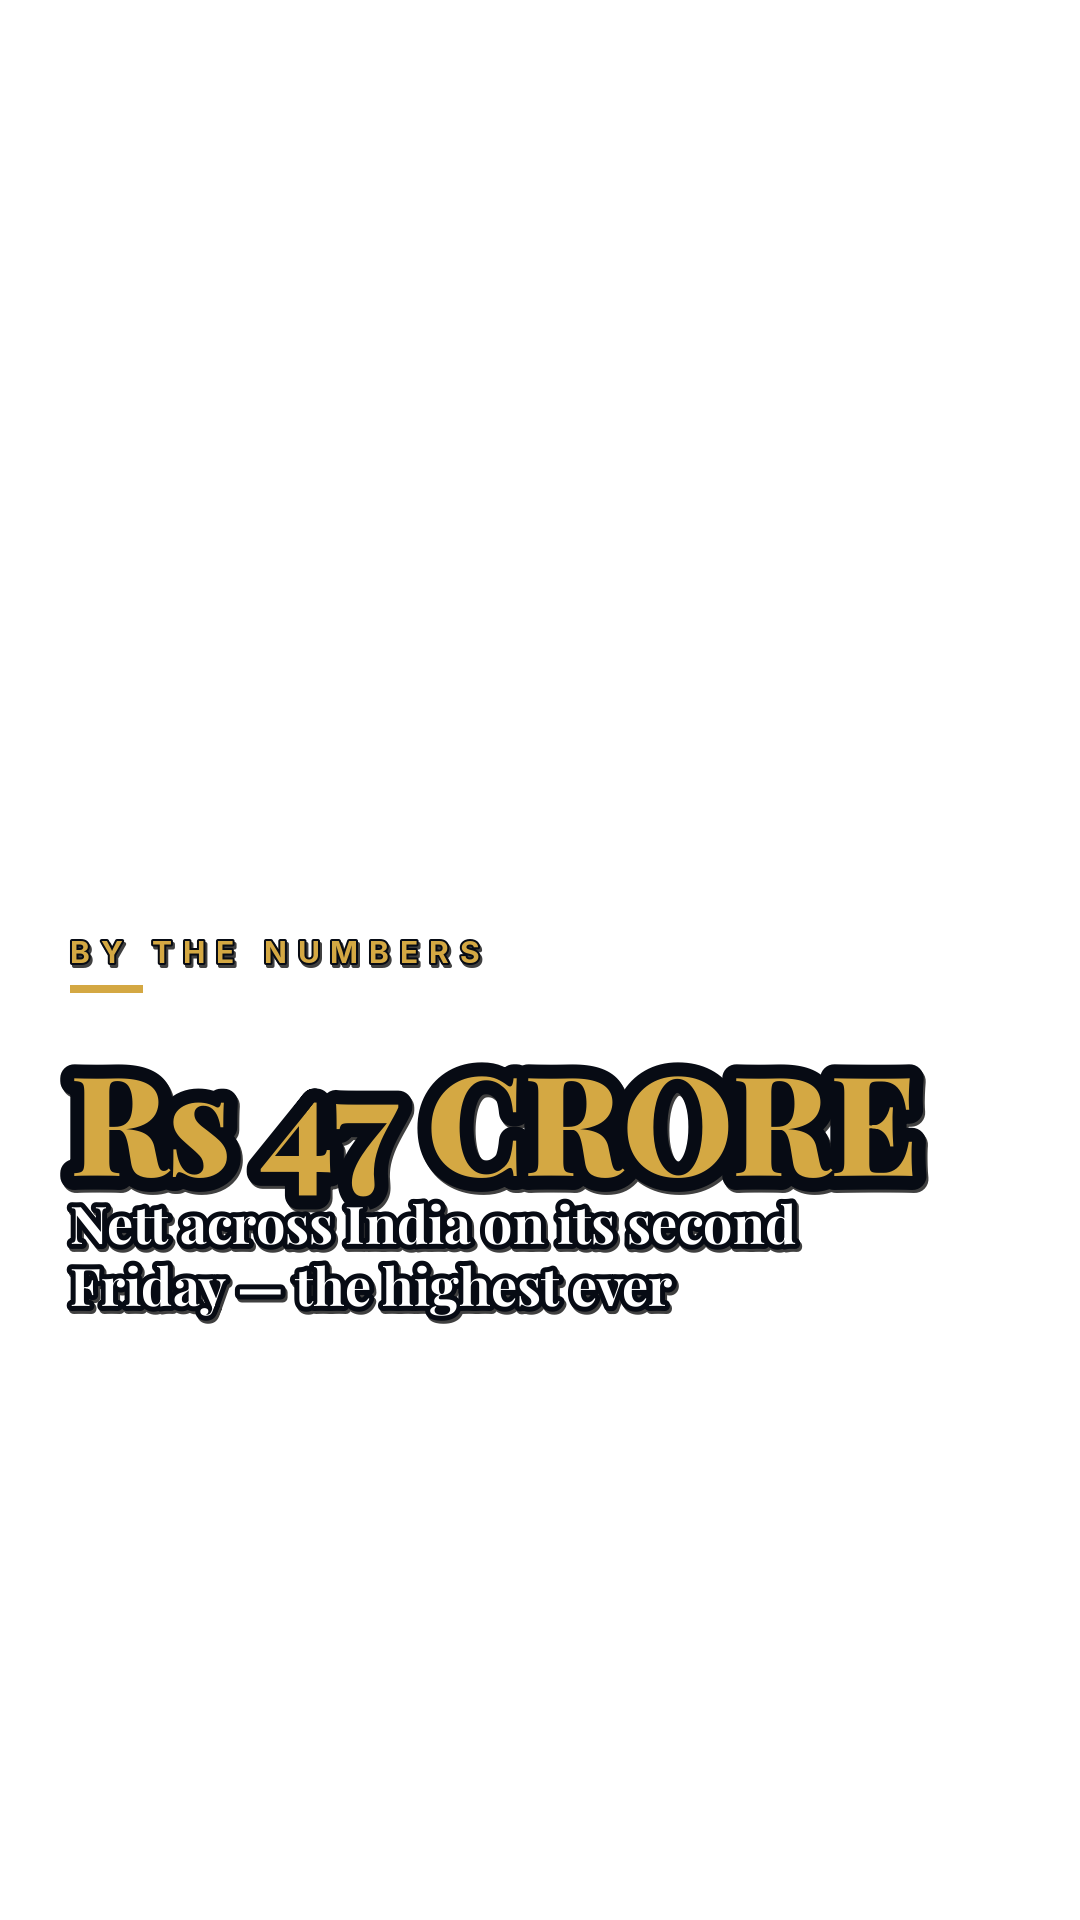 BY THE NUMBERS
Rs 47 CRORE
Nett across India on its second
Friday — the highest ever